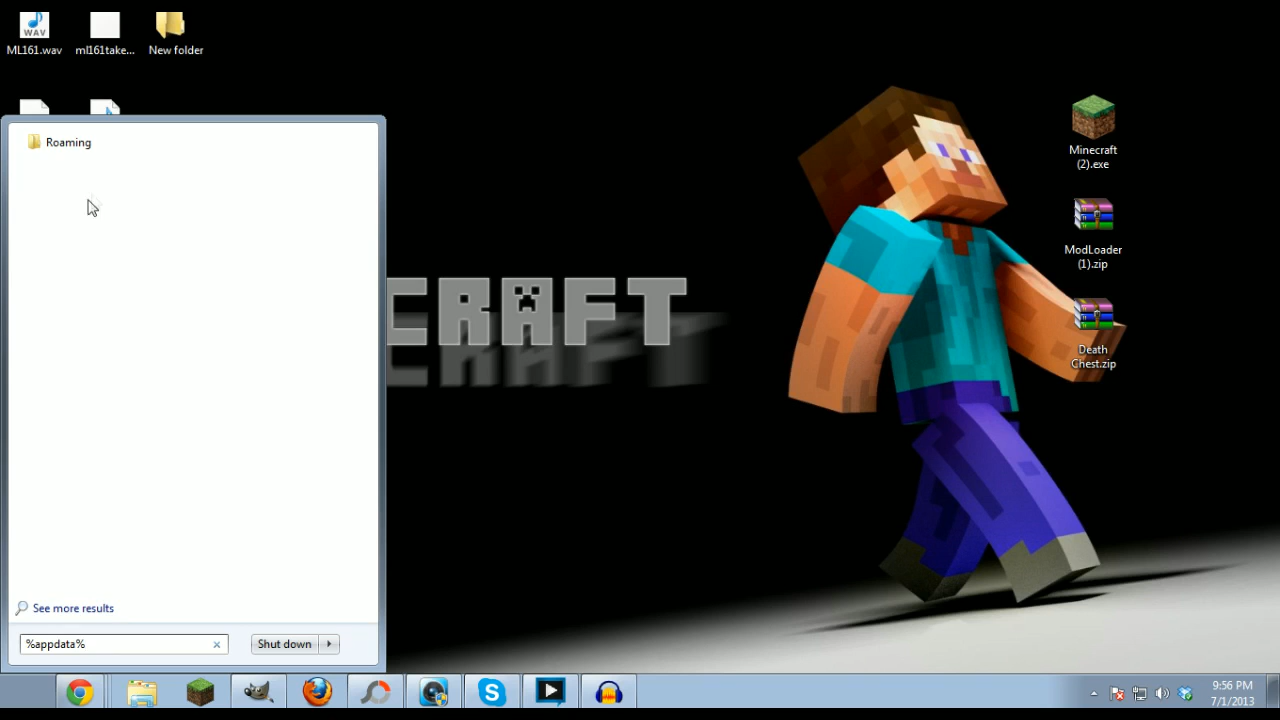 ML161.wav
ml161take...
New folder
WAV
Roaming
CRAFT
Minecraft
(2).exe
ModLoader
(1).zip
Death
Chest.zip
See more results
%appdata%
Shut down
9:56 PM
7/1/2013